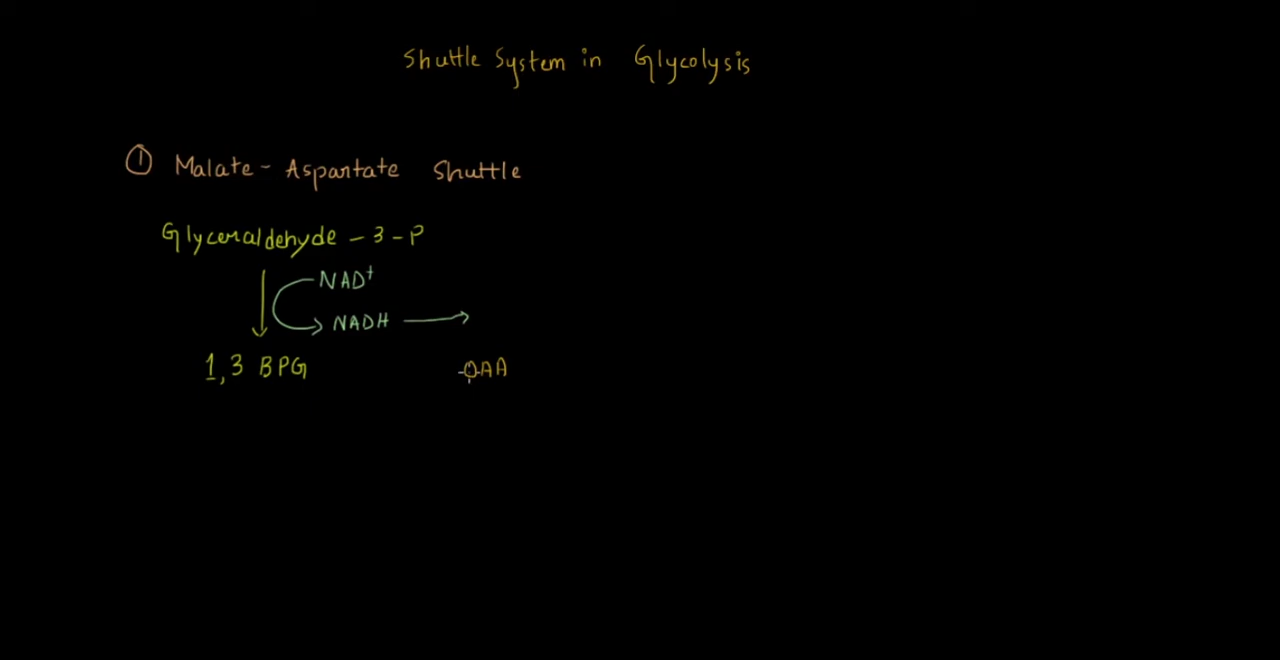 Shuttle System in Glycolysis
① Malate - Aspartate Shuttle
Glyceraldehyde - 3 - P
NAD+
NADH
1,3 BPG
OAA